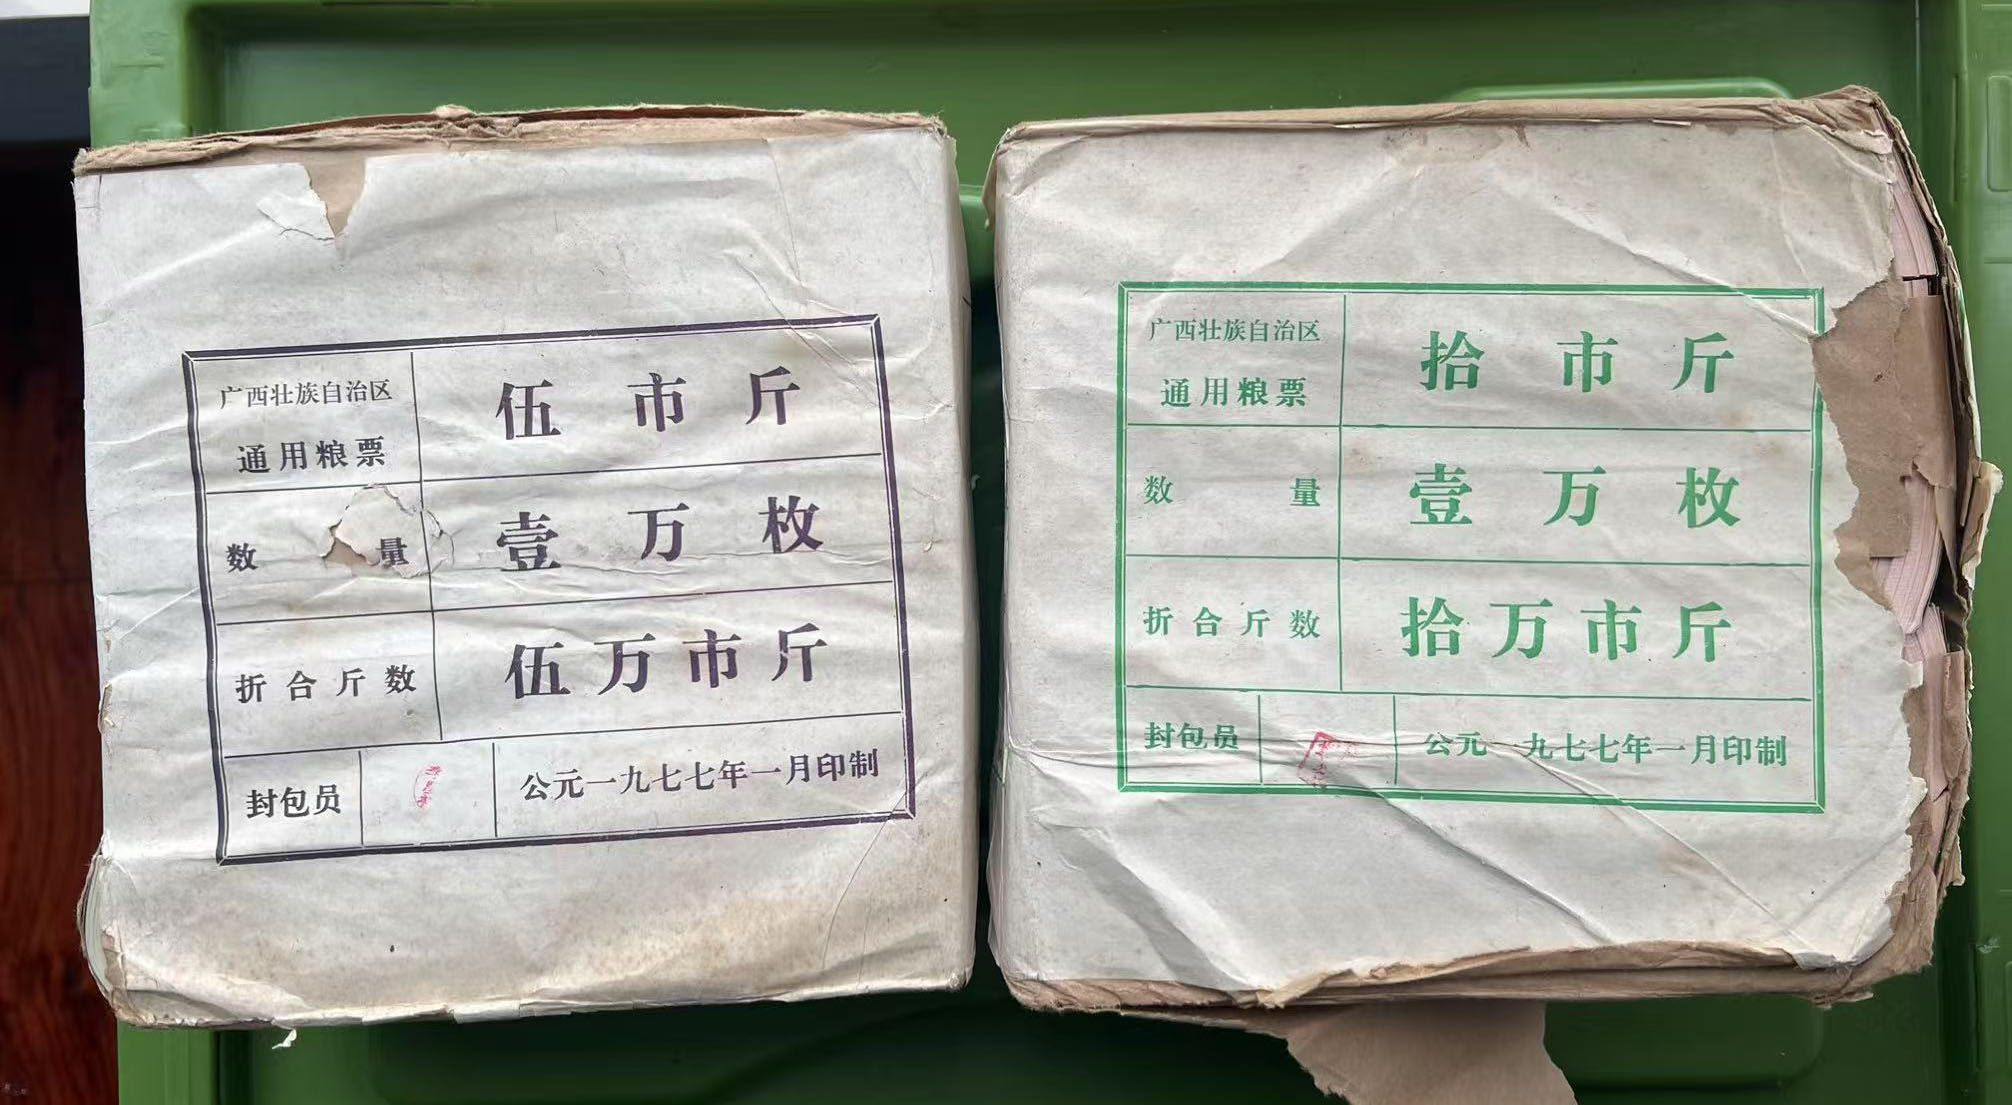 广西壮族自治区
通用粮票
伍市斤
数量
壹万枚
折合斤数
伍万市斤
封包员
公元一九七七年一月印制
广西壮族自治区
通用粮票
拾市斤
数量
壹万枚
折合斤数
拾万市斤
封包员
公元一九七七年一月印制